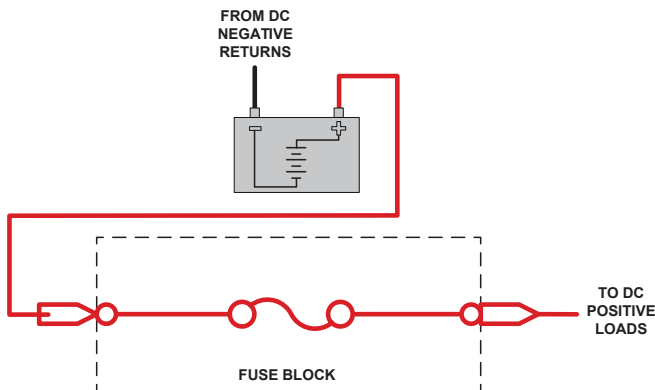 FROM DC
NEGATIVE
RETURNS
TO DC
POSITIVE
LOADS
FUSE BLOCK